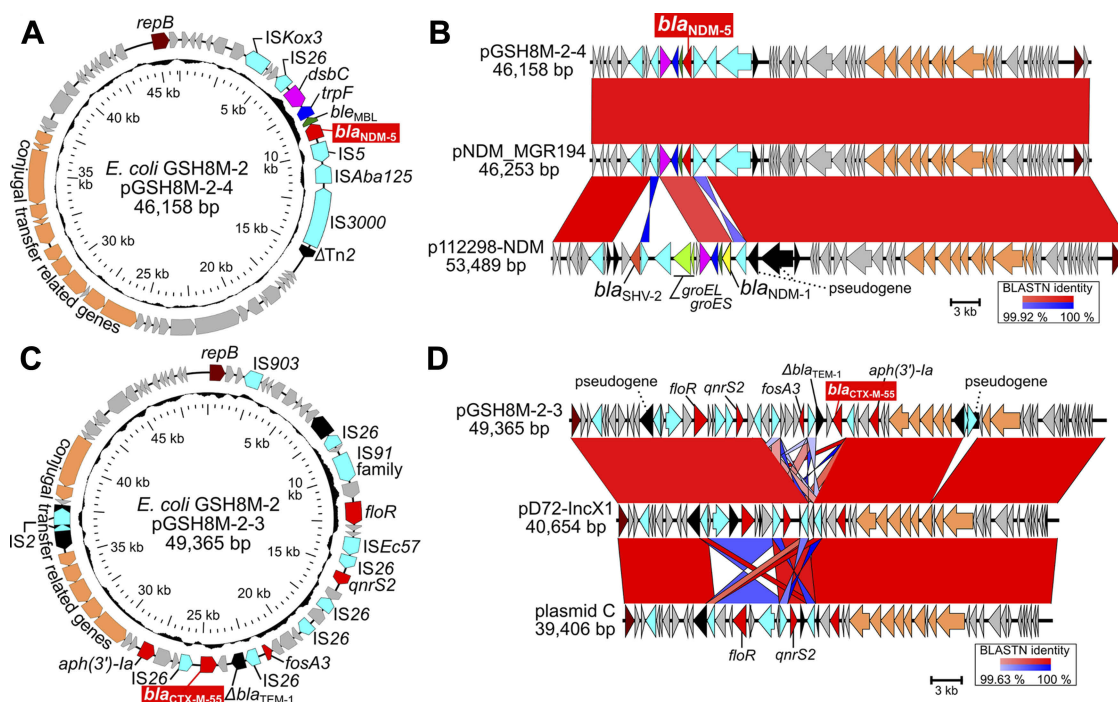 A
repB
ISKox3
IS26
dsbC
trpF
bleMBL
blaNDM-5
IS5
ISAba125
IS3000
ΔTn2
conjugal transfer related genes
45 kb
5 kb
10 kb
15 kb
20 kb
25 kb
30 kb
35 kb
40 kb
E. coli GSH8M-2
pGSH8M-2-4
46,158 bp
B
blaNDM-5
pGSH8M-2-4
46,158 bp
pNDM_MGR194
46,253 bp
p112298-NDM
53,489 bp
blaSHV-2
groEL
groES
blaNDM-1
pseudogene
3 kb
BLASTN identity
99.92 % 100 %
C
repB
IS903
IS26
IS91
family
floR
ISEc57
IS26
qnrS2
IS26
IS26
fosA3
IS26
ΔblaTEM-1
blaCTX-M-55
IS26
aph(3')-Ia
conjugal transfer related genes
IS2
45 kb
5 kb
10 kb
15 kb
20 kb
25 kb
30 kb
35 kb
40 kb
E. coli GSH8M-2
pGSH8M-2-3
49,365 bp
D
pseudogene
floR
qnrS2
fosA3
ΔblaTEM-1
blaCTX-M-55
aph(3')-Ia
pseudogene
pGSH8M-2-3
49,365 bp
pD72-IncX1
40,654 bp
plasmid C
39,406 bp
floR
qnrS2
3 kb
BLASTN identity
99.63 % 100 %